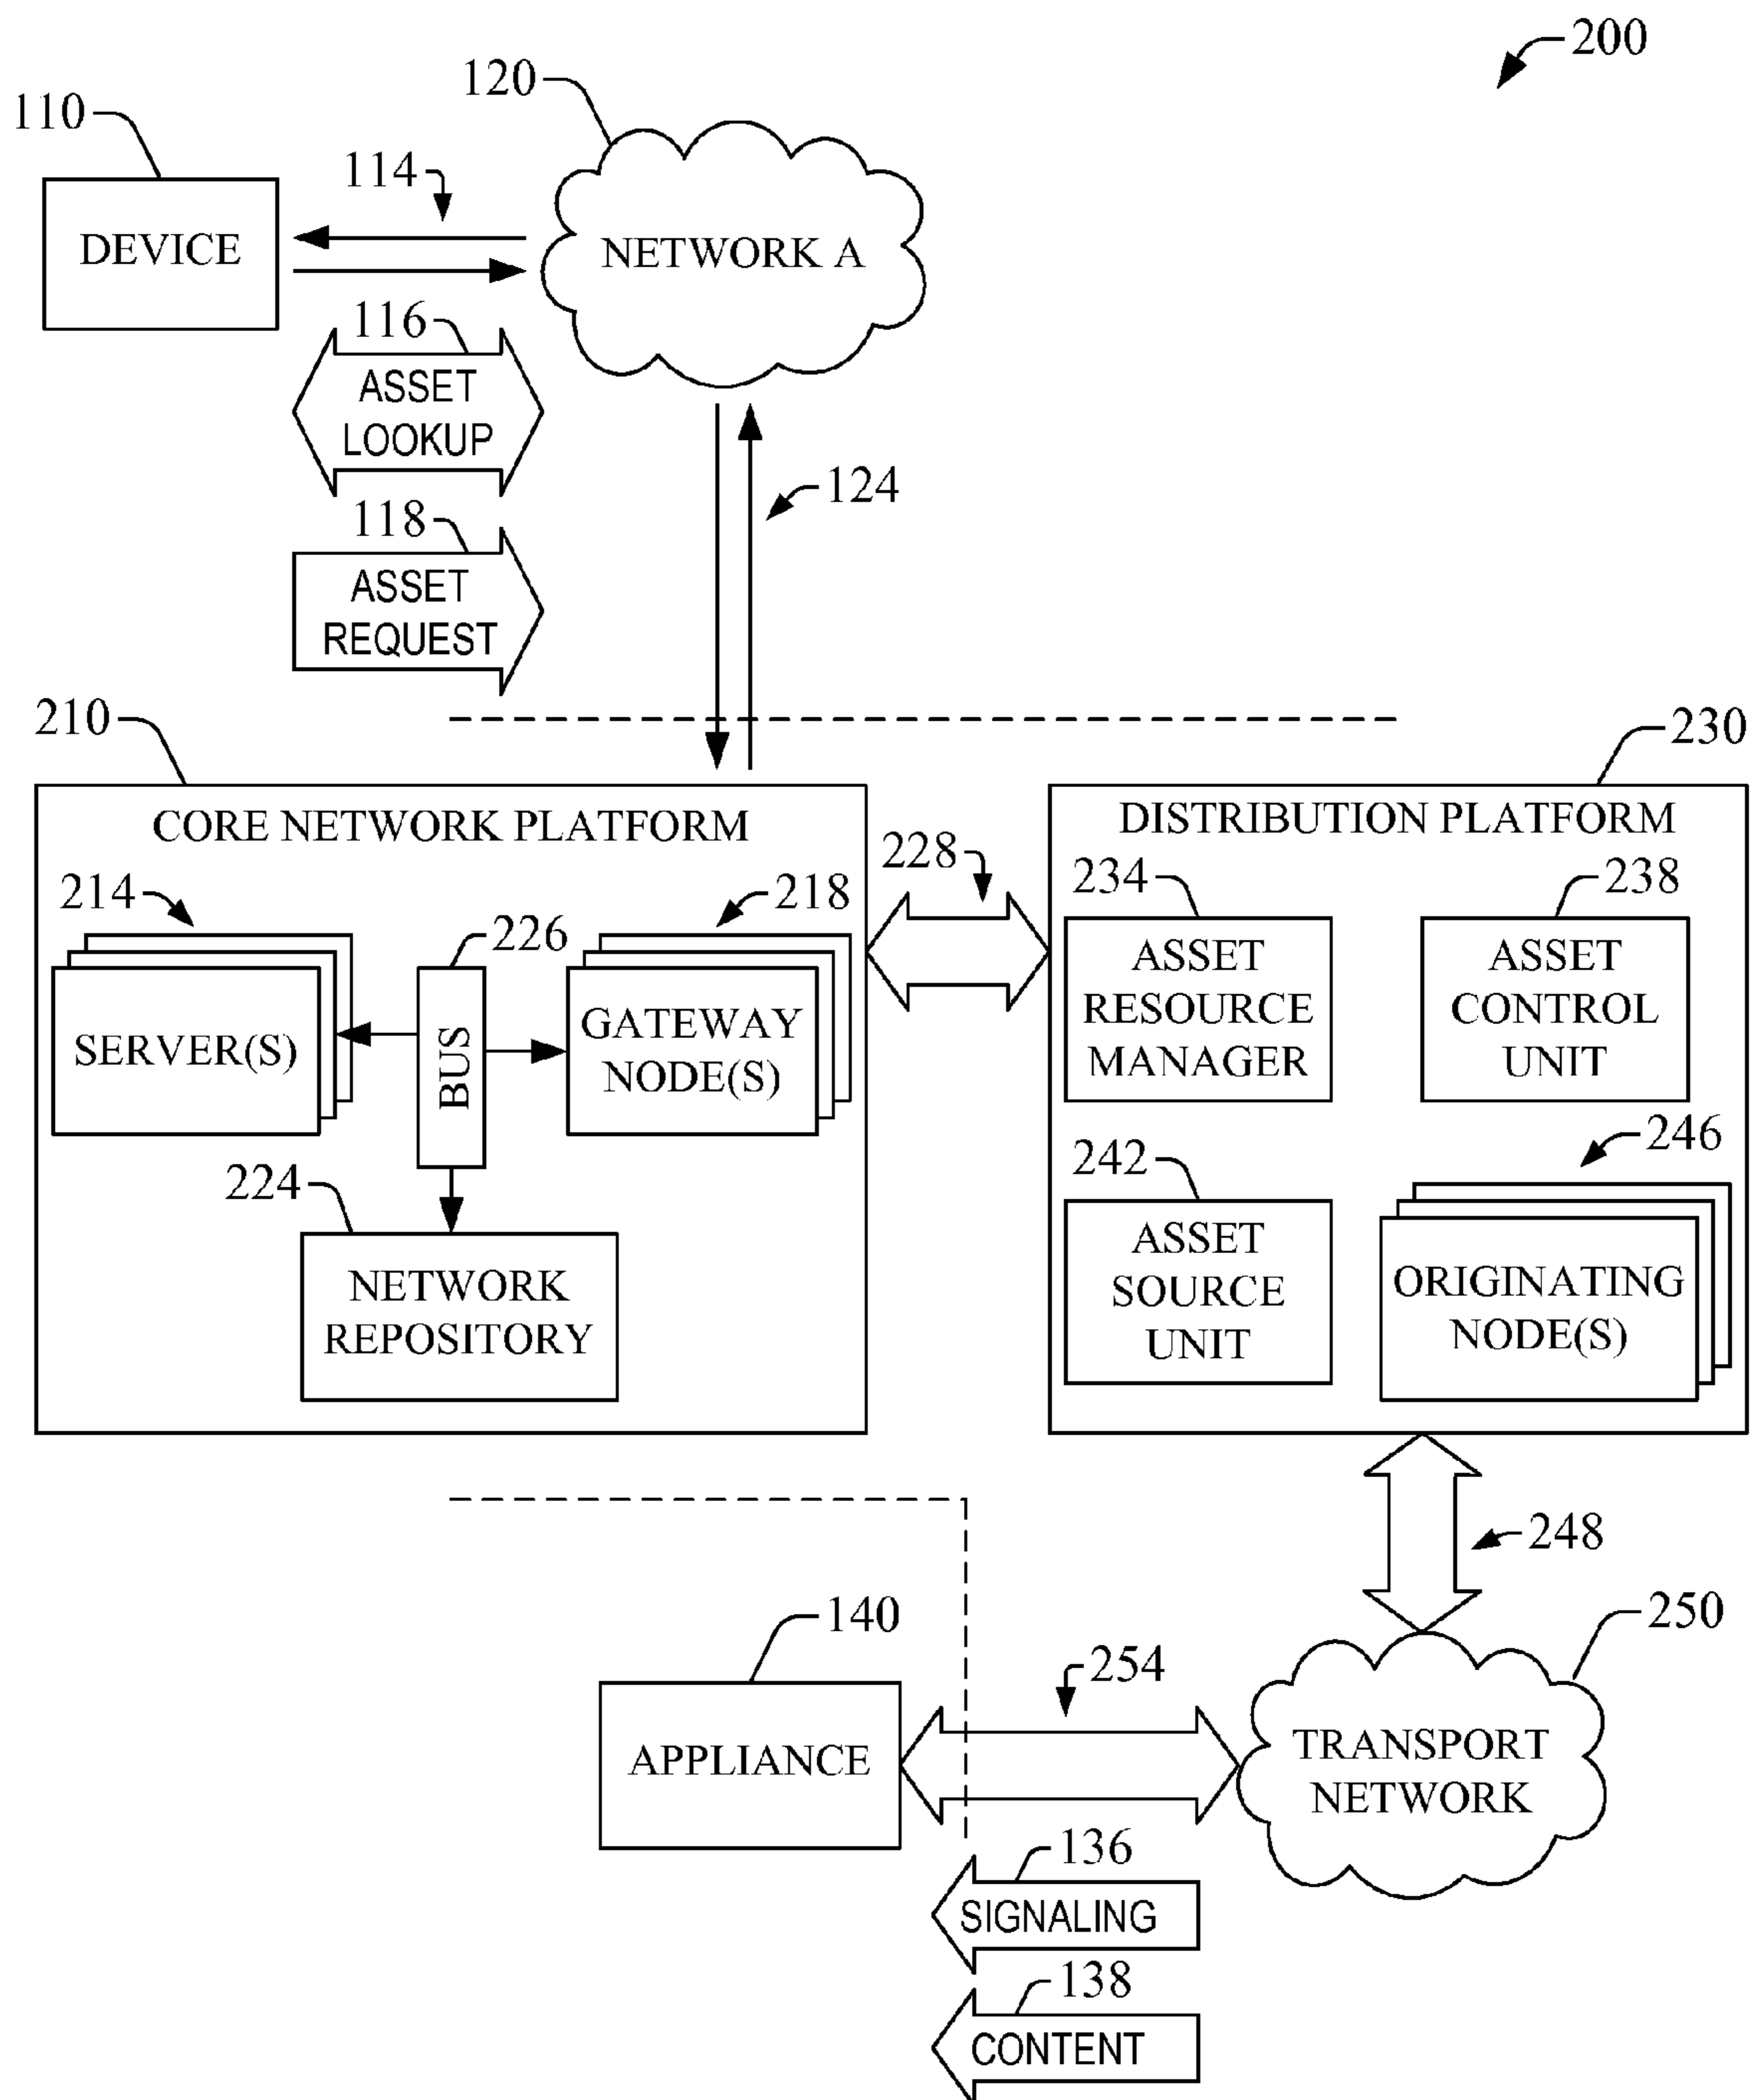 200
120
110
114
DEVICE
NETWORK A
116
ASSET
LOOKUP
124
118
ASSET
REQUEST
210
230
CORE NETWORK PLATFORM
DISTRIBUTION PLATFORM
228
214
218
234
238
226
SERVER(S)
BUS
GATEWAY
NODE(S)
ASSET
RESOURCE
MANAGER
ASSET
CONTROL
UNIT
224
242
246
NETWORK
REPOSITORY
ASSET
SOURCE
UNIT
ORIGINATING
NODE(S)
248
140
254
250
APPLIANCE
TRANSPORT
NETWORK
136
SIGNALING
138
CONTENT